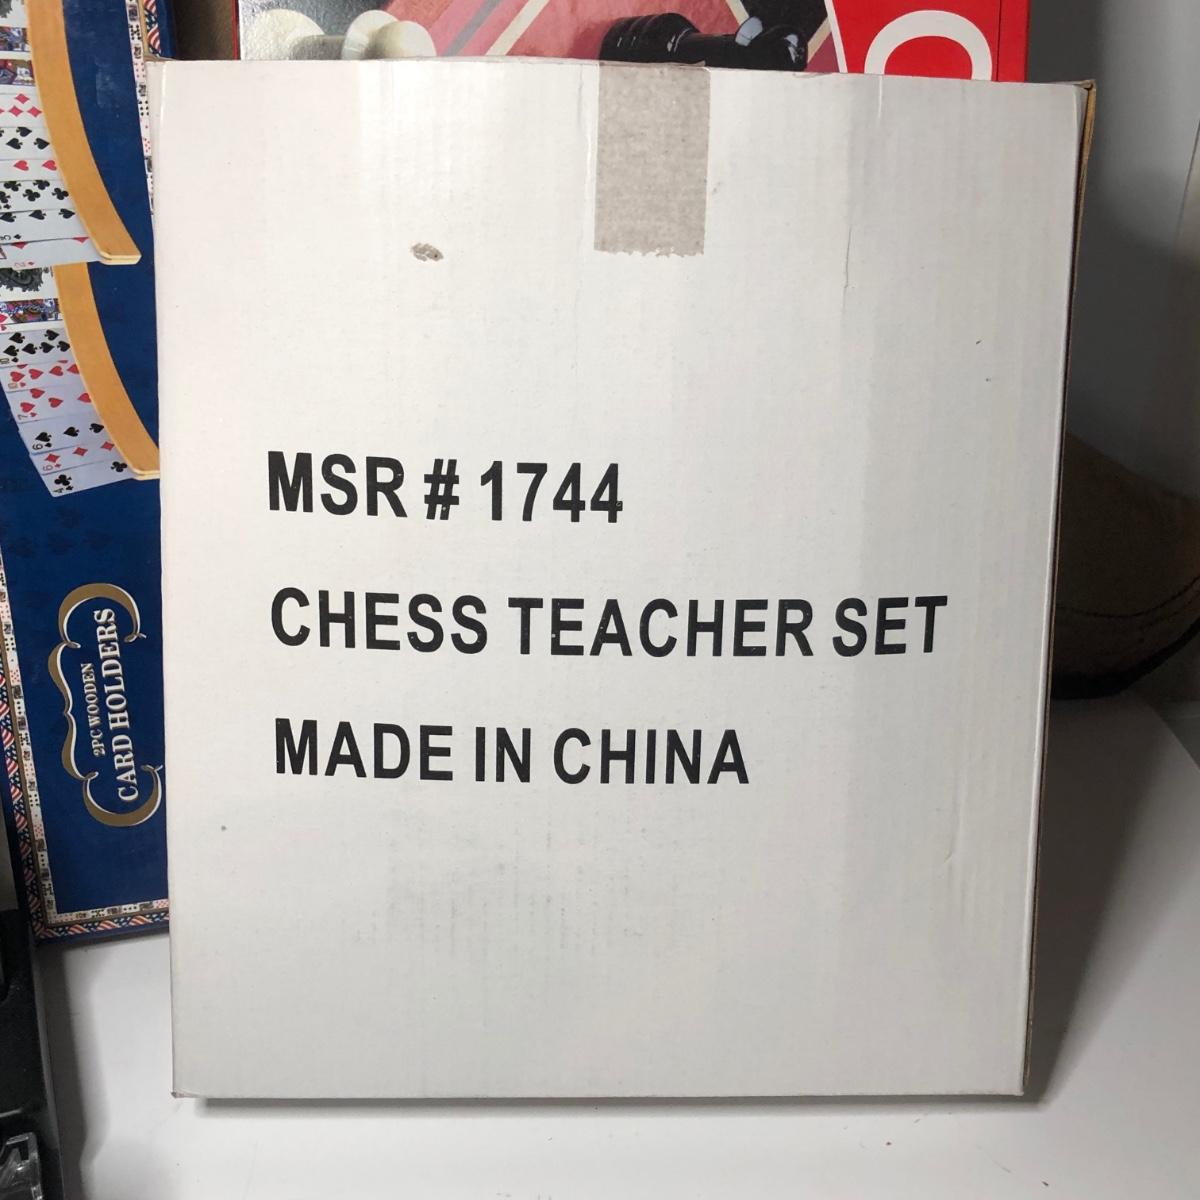 MSR # 1744
CHESS TEACHER SET
MADE IN CHINA
2PC WOODEN
CARD HOLDERS